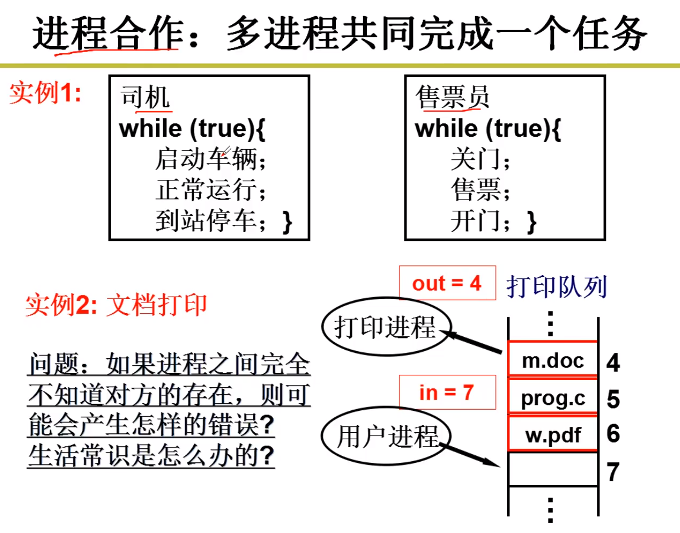 进程合作：多进程共同完成一个任务
实例1:
司机
while (true){
启动车辆；
正常运行；
到站停车；}
售票员
while (true){
关门；
售票；
开门；}
实例2: 文档打印
问题：如果进程之间完全
不知道对方的存在，则可
能会产生怎样的错误?
生活常识是怎么办的?
out = 4
打印队列
打印进程
m.doc 4
in = 7
prog.c 5
用户进程
w.pdf 6
7